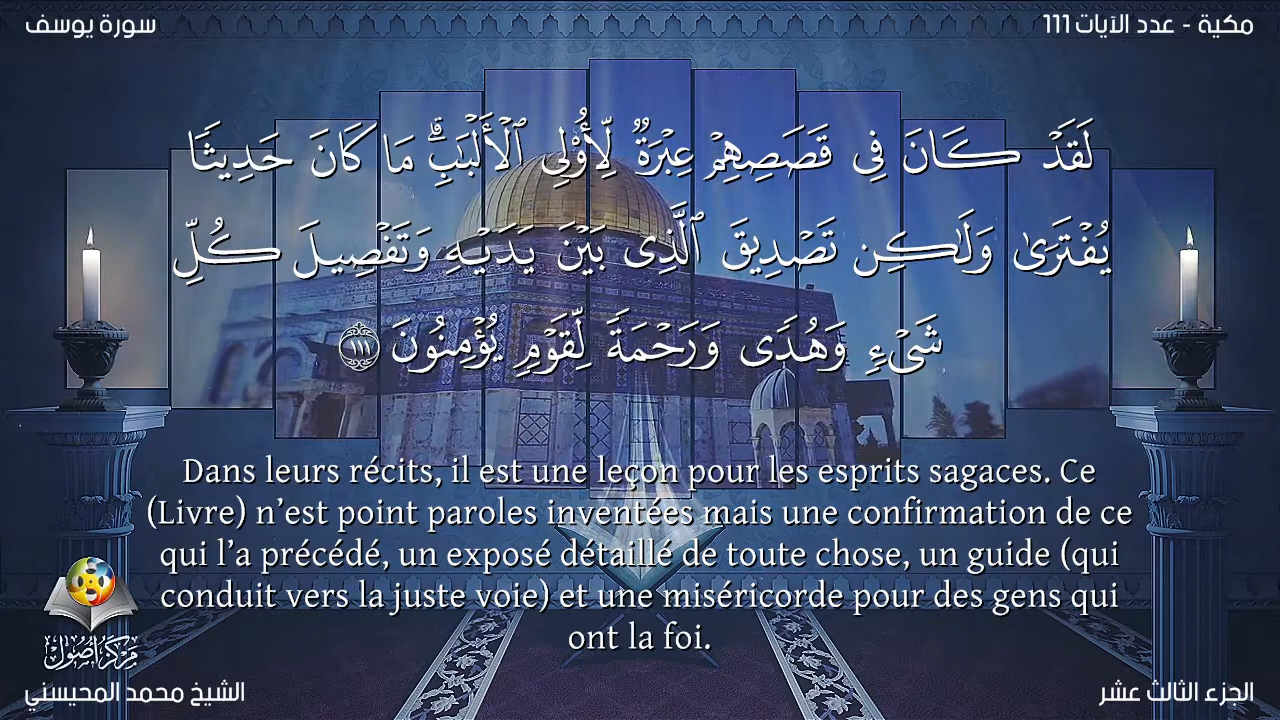 مكية - عدد الآيات 111
سورة يوسف
لَقَدْ كَانَ فِى قَصَصِهِمْ عِبْرَةٌ لِّأُو۟لِى ٱلْأَلْبَٰبِ ۗ مَا كَانَ حَدِيثًا
يُفْتَرَىٰ وَلَٰكِن تَصْدِيقَ ٱلَّذِى بَيْنَ يَدَيْهِ وَتَفْصِيلَ كُلِّ
شَىْءٍ وَهُدًى وَرَحْمَةً لِّقَوْمٍ يُؤْمِنُونَ ١١١
Dans leurs récits, il est une leçon pour les esprits sagaces. Ce
(Livre) n’est point paroles inventées mais une confirmation de ce
qui l’a précédé, un exposé détaillé de toute chose, un guide (qui
conduit vers la juste voie) et une miséricorde pour des gens qui
ont la foi.
مركز أصول
الجزء الثالث عشر
الشيخ محمد المحيسني